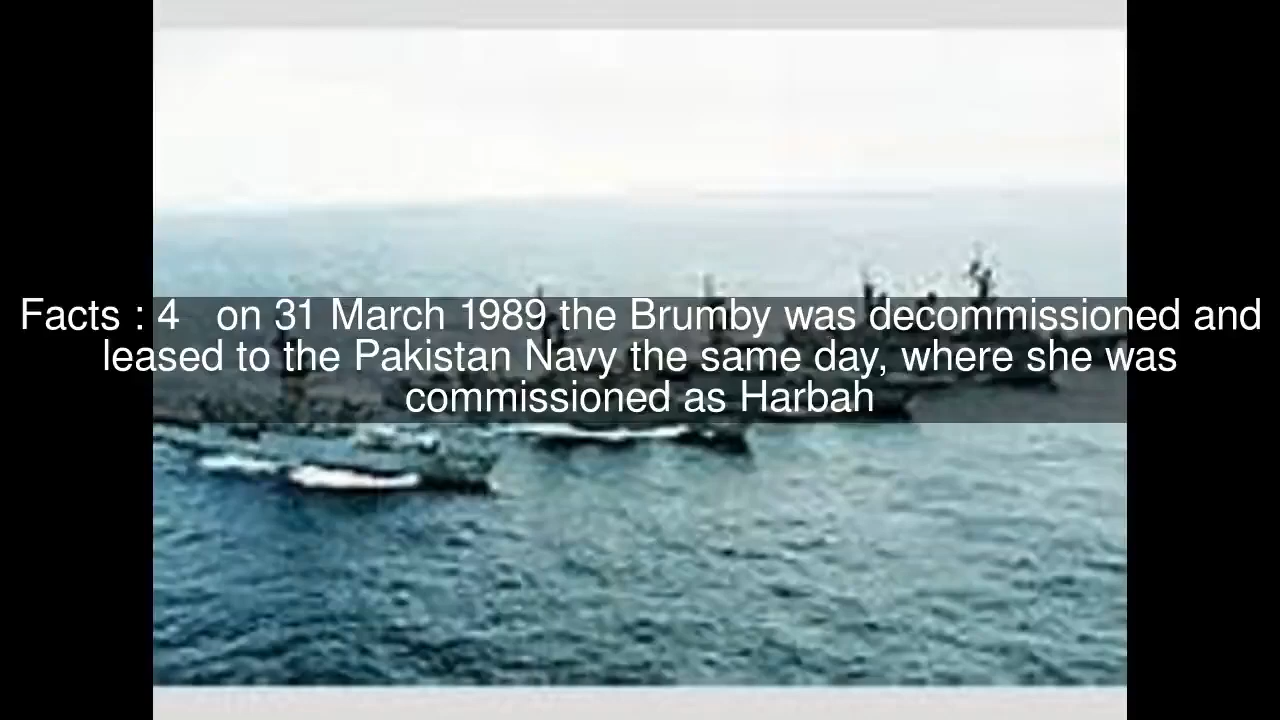 Facts : 4   on 31 March 1989 the Brumby was decommissioned and
leased to the Pakistan Navy the same day, where she was
commissioned as Harbah